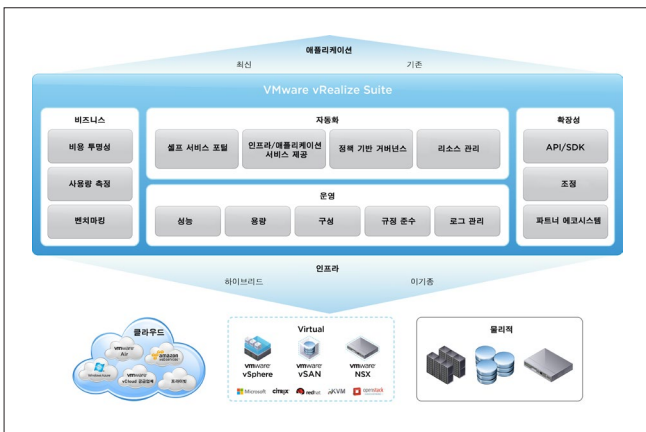 애플리케이션
최신 기존
VMware vRealize Suite
비즈니스
비용 투명성
사용량 측정
벤치마킹
자동화
셀프 서비스 포털
인프라/애플리케이션
서비스 제공
정책 기반 거버넌스
리소스 관리
운영
성능
용량
구성
규정 준수
로그 관리
확장성
API/SDK
조정
파트너 에코시스템
인프라
하이브리드 이기종
클라우드
vmware
Air
amazon
webservices
Windows Azure
vmware
vCloud 공급업체
프라이빗
Virtual
vmware
vSphere
vmware
vSAN
vmware
NSX
Microsoft
citrix
redhat
KVM
openstack
물리적